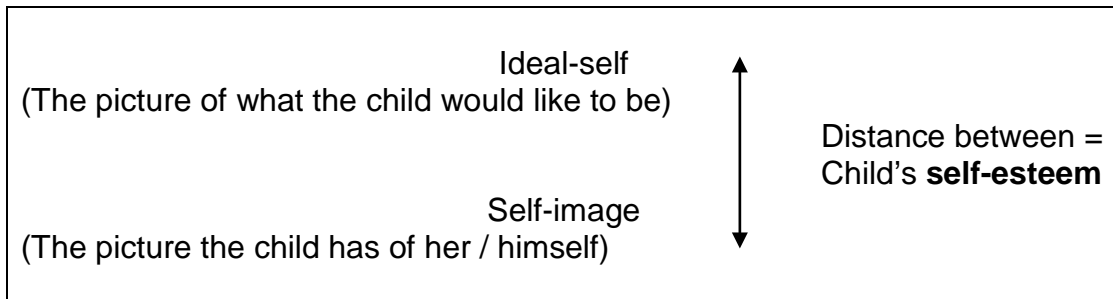 Ideal-self
(The picture of what the child would like to be)
Distance between =
Child's self-esteem
Self-image
(The picture the child has of her / himself)